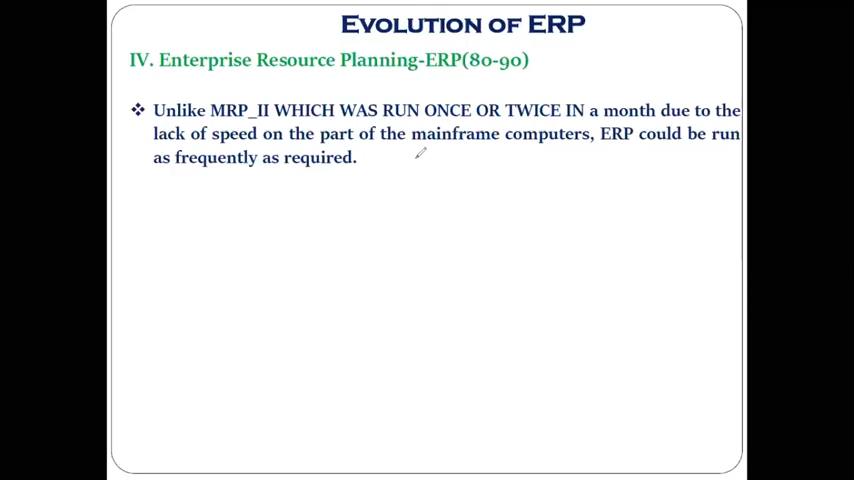 Evolution of ERP
IV. Enterprise Resource Planning-ERP(80-90)
❖ Unlike MRP_II WHICH WAS RUN ONCE OR TWICE IN a month due to the
lack of speed on the part of the mainframe computers, ERP could be run
as frequently as required.